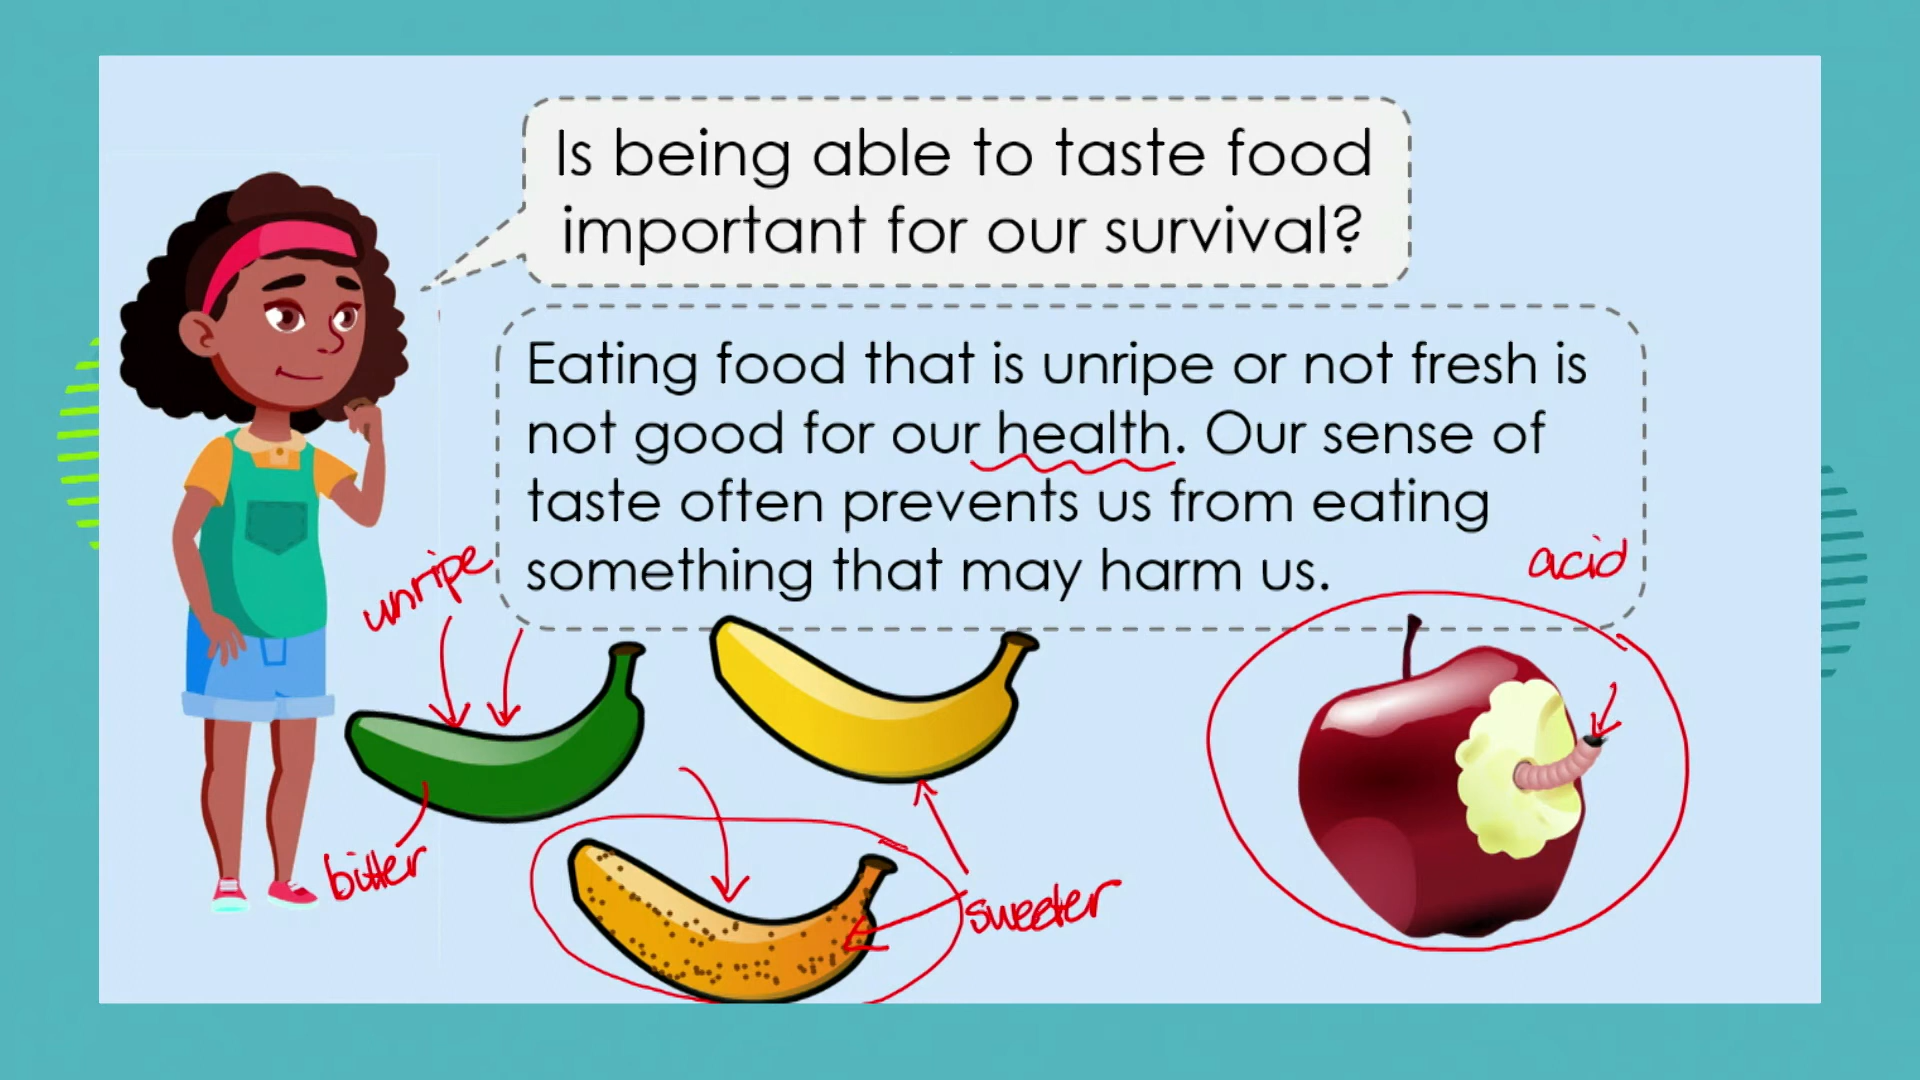 Is being able to taste food
important for our survival?
Eating food that is unripe or not fresh is
not good for our health. Our sense of
taste often prevents us from eating
something that may harm us.
acid
unripe
bitter
sweeter